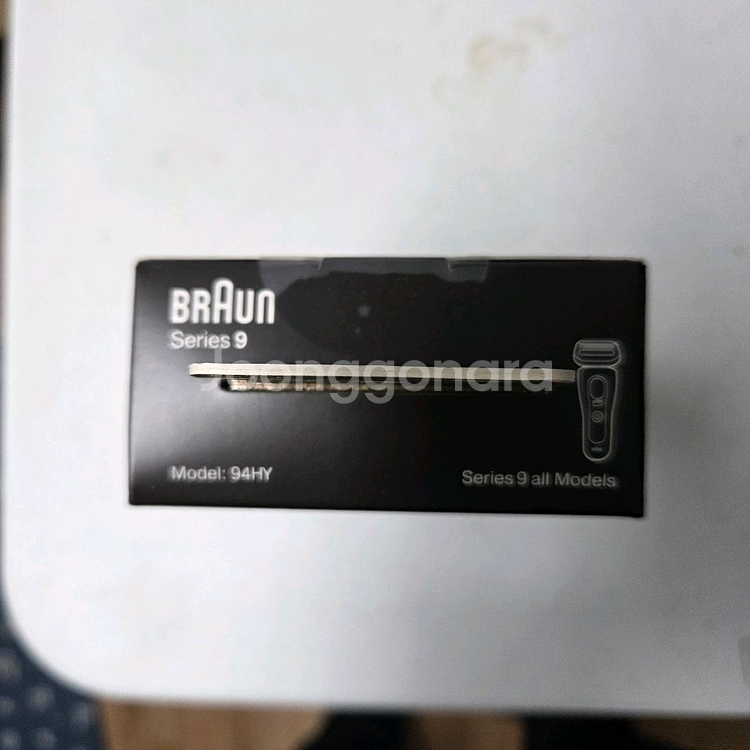 BRAUN
Series 9
Joonggonara
Model: 94HY
Series 9 all Models